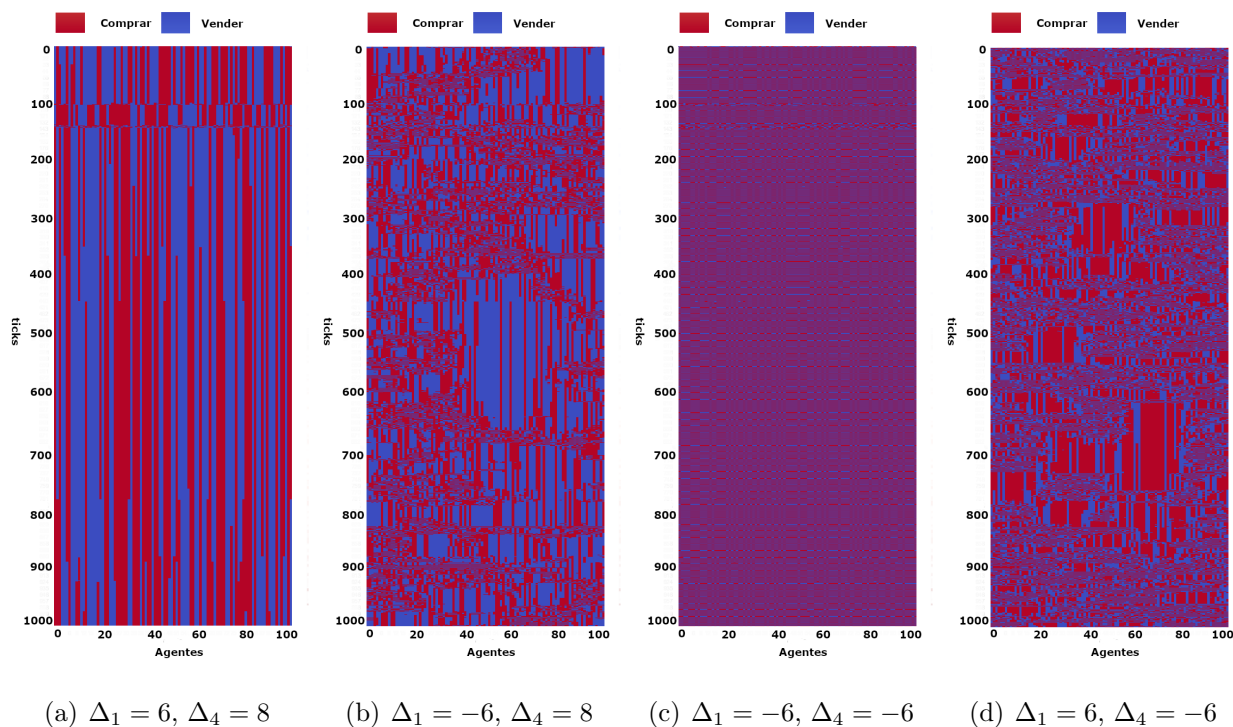 Comprar Vender
0
100
200
300
400
500
600
700
800
900
1000
ticks
0 20 40 60 80 100
Agentes
(a) Δ₁ = 6, Δ₄ = 8
Comprar Vender
0
100
200
300
400
500
600
700
800
900
1000
ticks
0 20 40 60 80 100
Agentes
(b) Δ₁ = −6, Δ₄ = 8
Comprar Vender
0
100
200
300
400
500
600
700
800
900
1000
ticks
0 20 40 60 80 100
Agentes
(c) Δ₁ = −6, Δ₄ = −6
Comprar Vender
0
100
200
300
400
500
600
700
800
900
1000
ticks
0 20 40 60 80 100
Agentes
(d) Δ₁ = 6, Δ₄ = −6